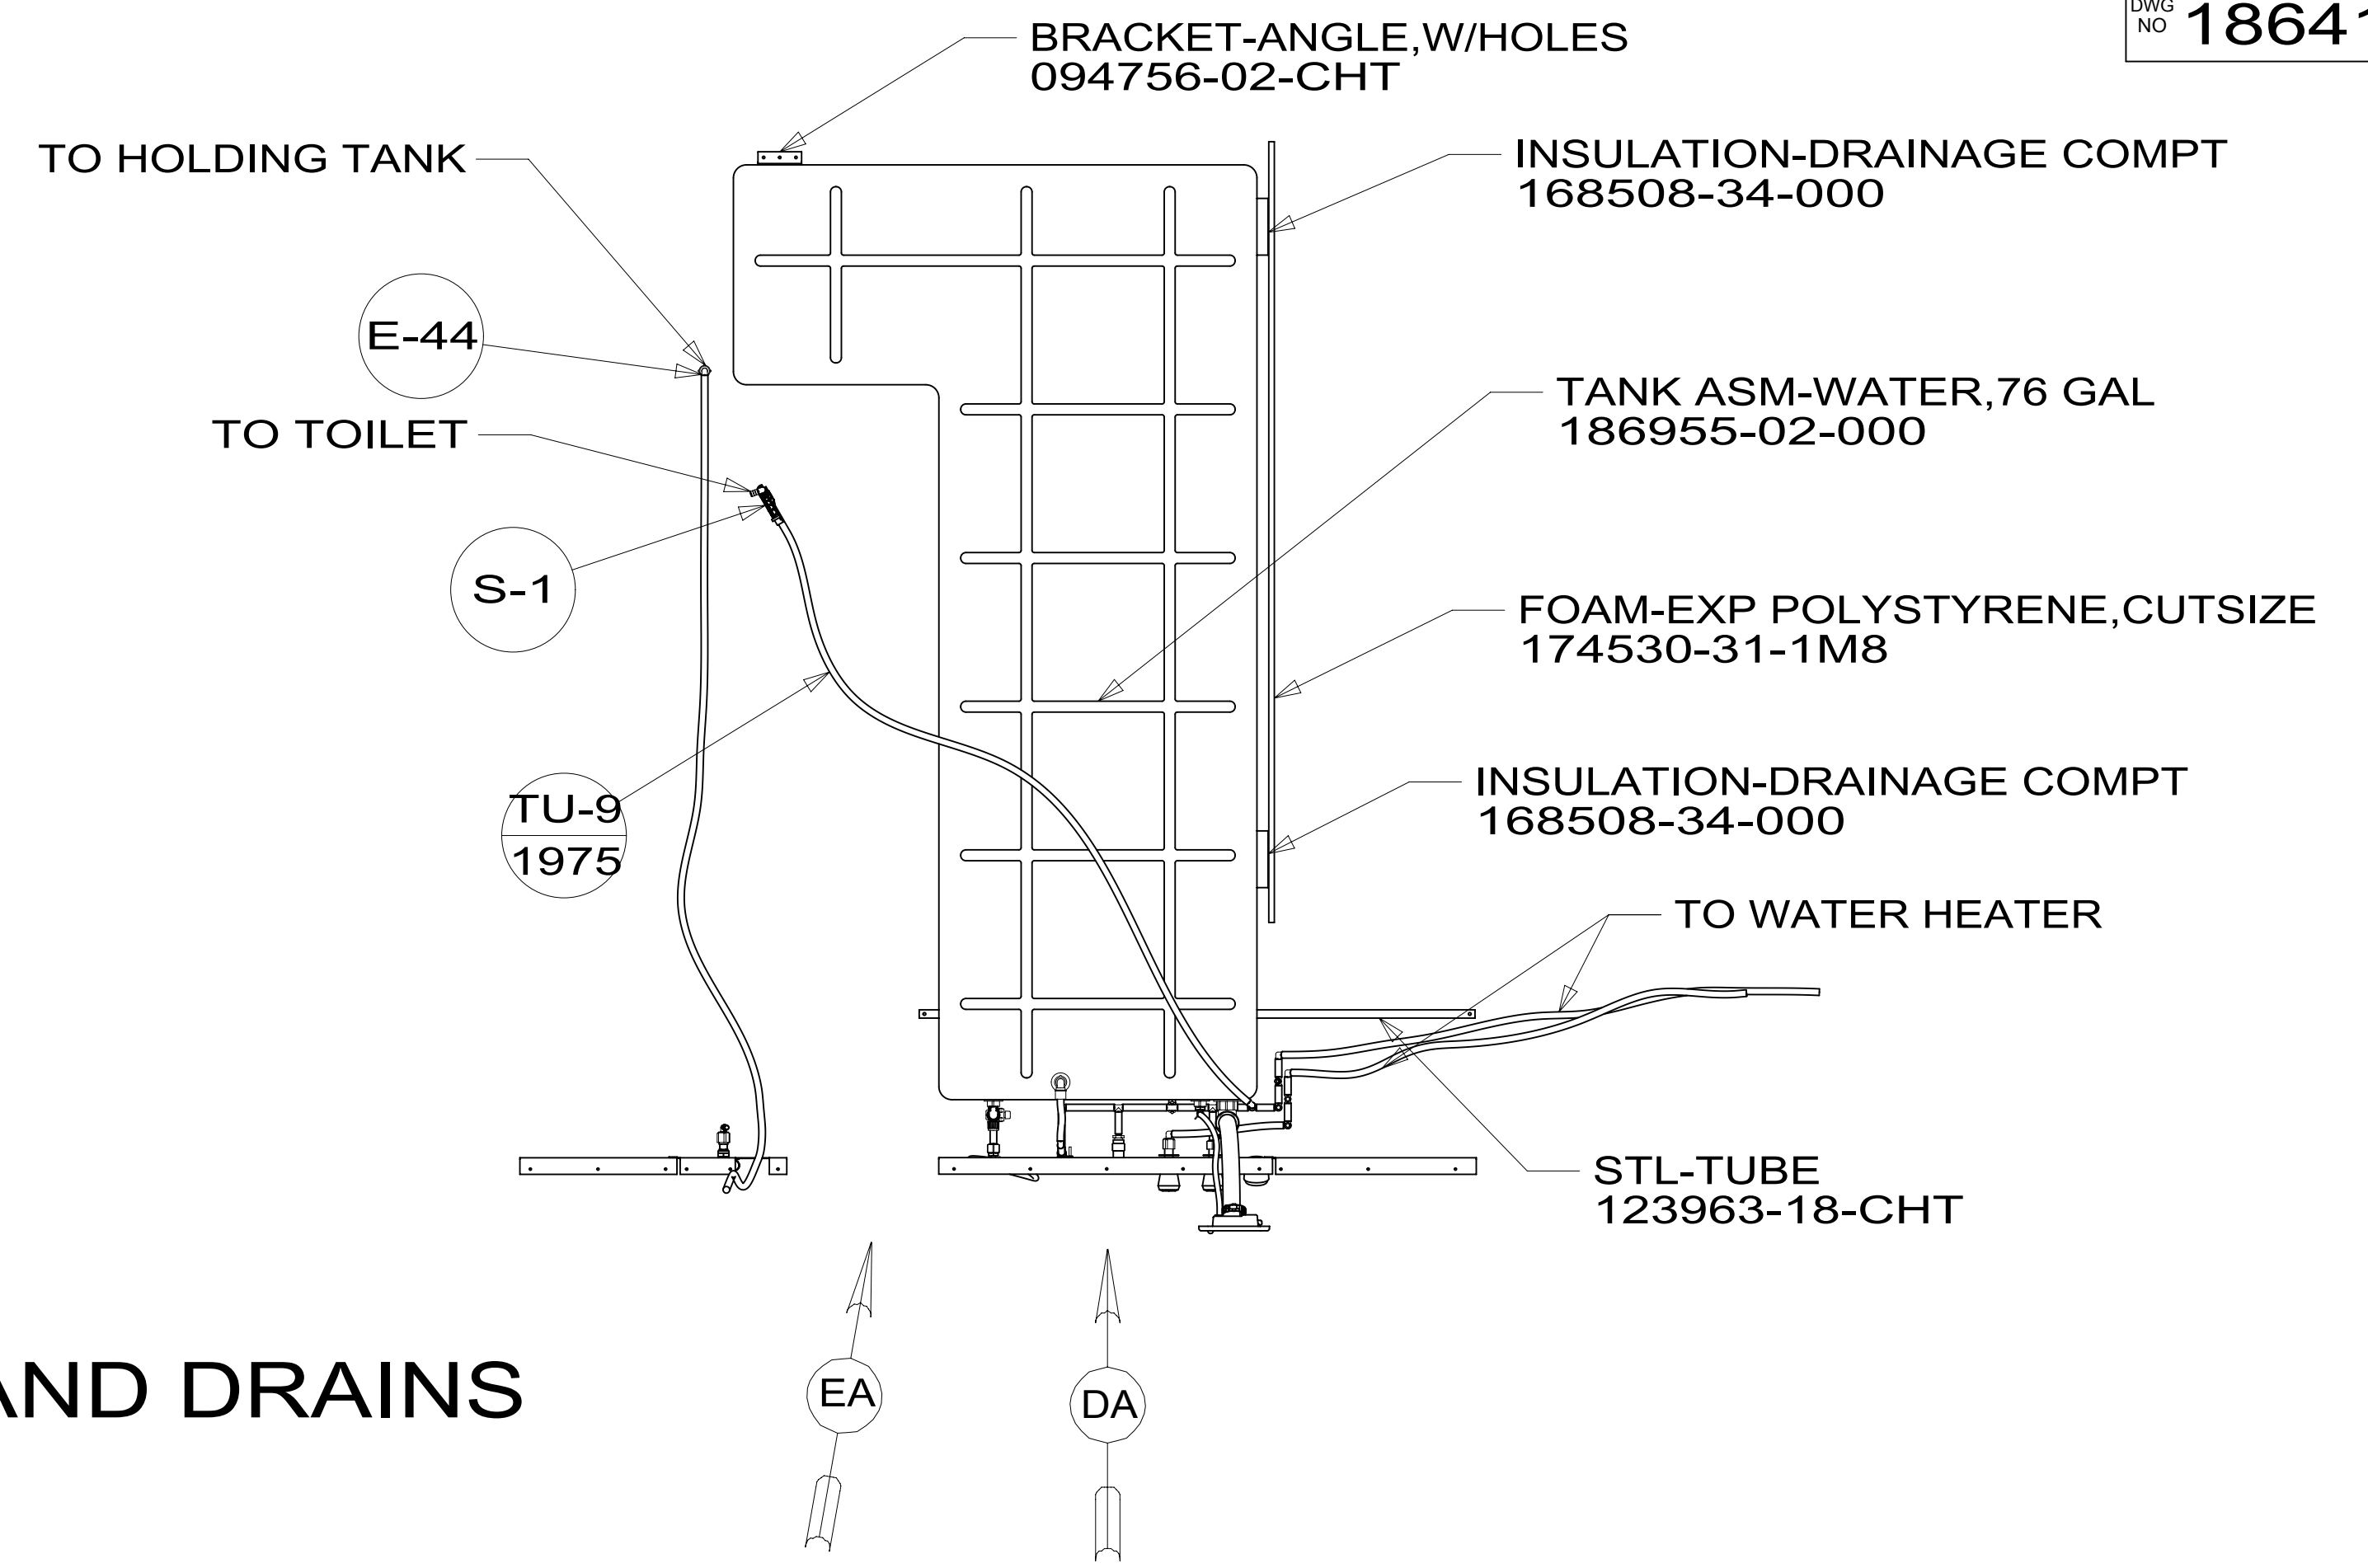 DWG
NO 18641
BRACKET-ANGLE,W/HOLES
094756-02-CHT
TO HOLDING TANK
INSULATION-DRAINAGE COMPT
168508-34-000
E-44
TANK ASM-WATER,76 GAL
186955-02-000
TO TOILET
S-1
FOAM-EXP POLYSTYRENE,CUTSIZE
174530-31-1M8
INSULATION-DRAINAGE COMPT
168508-34-000
TU-9
1975
TO WATER HEATER
STL-TUBE
123963-18-CHT
AND DRAINS
EA
DA